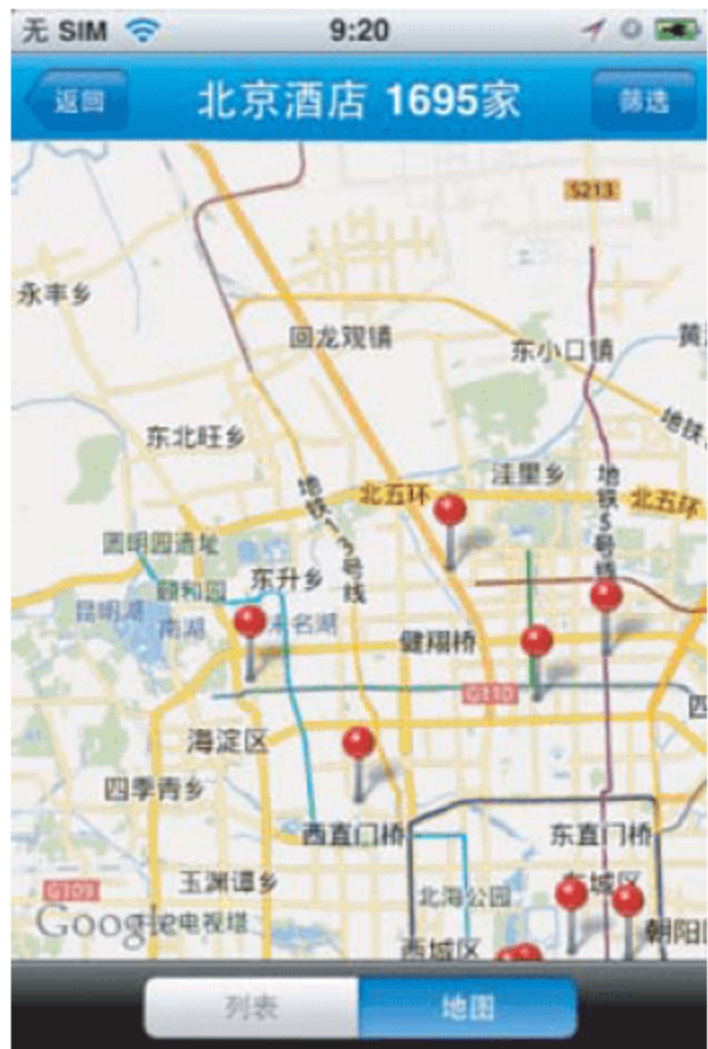 无 SIM
9:20
返回
北京酒店 1695家
筛选
S213
永丰乡
回龙观镇
东小口镇
黄
地铁
东北旺乡
洼里乡
北五环
地铁5号线
北五环
地铁13号线
圆明园遗址
颐和园
东升乡
昆明湖
南湖
未名湖
健翔桥
G110
四
海淀区
四季青乡
西直门桥
东直门桥
玉渊谭乡
G109
北海公园
东城区
Google
电视塔
西城区
朝阳
列表
地图